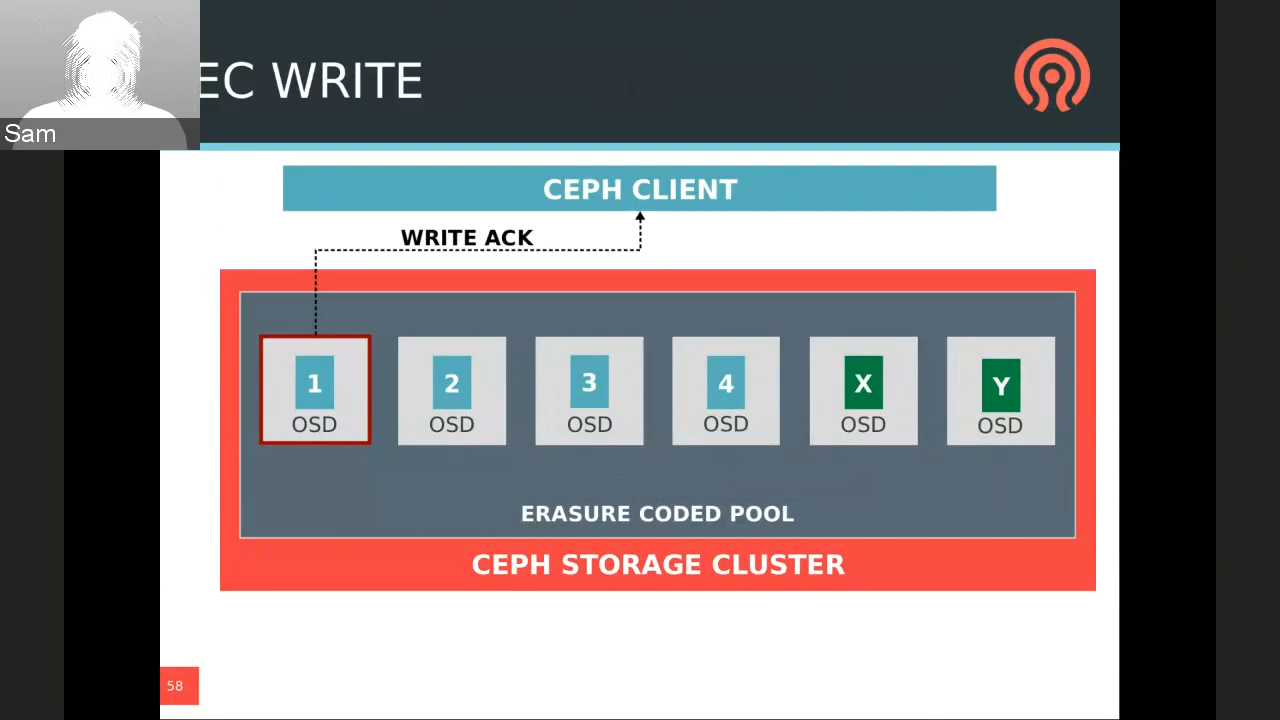 Sam
EC WRITE
CEPH CLIENT
WRITE ACK
1 2 3 4 X Y
OSD OSD OSD OSD OSD OSD
ERASURE CODED POOL
CEPH STORAGE CLUSTER
58